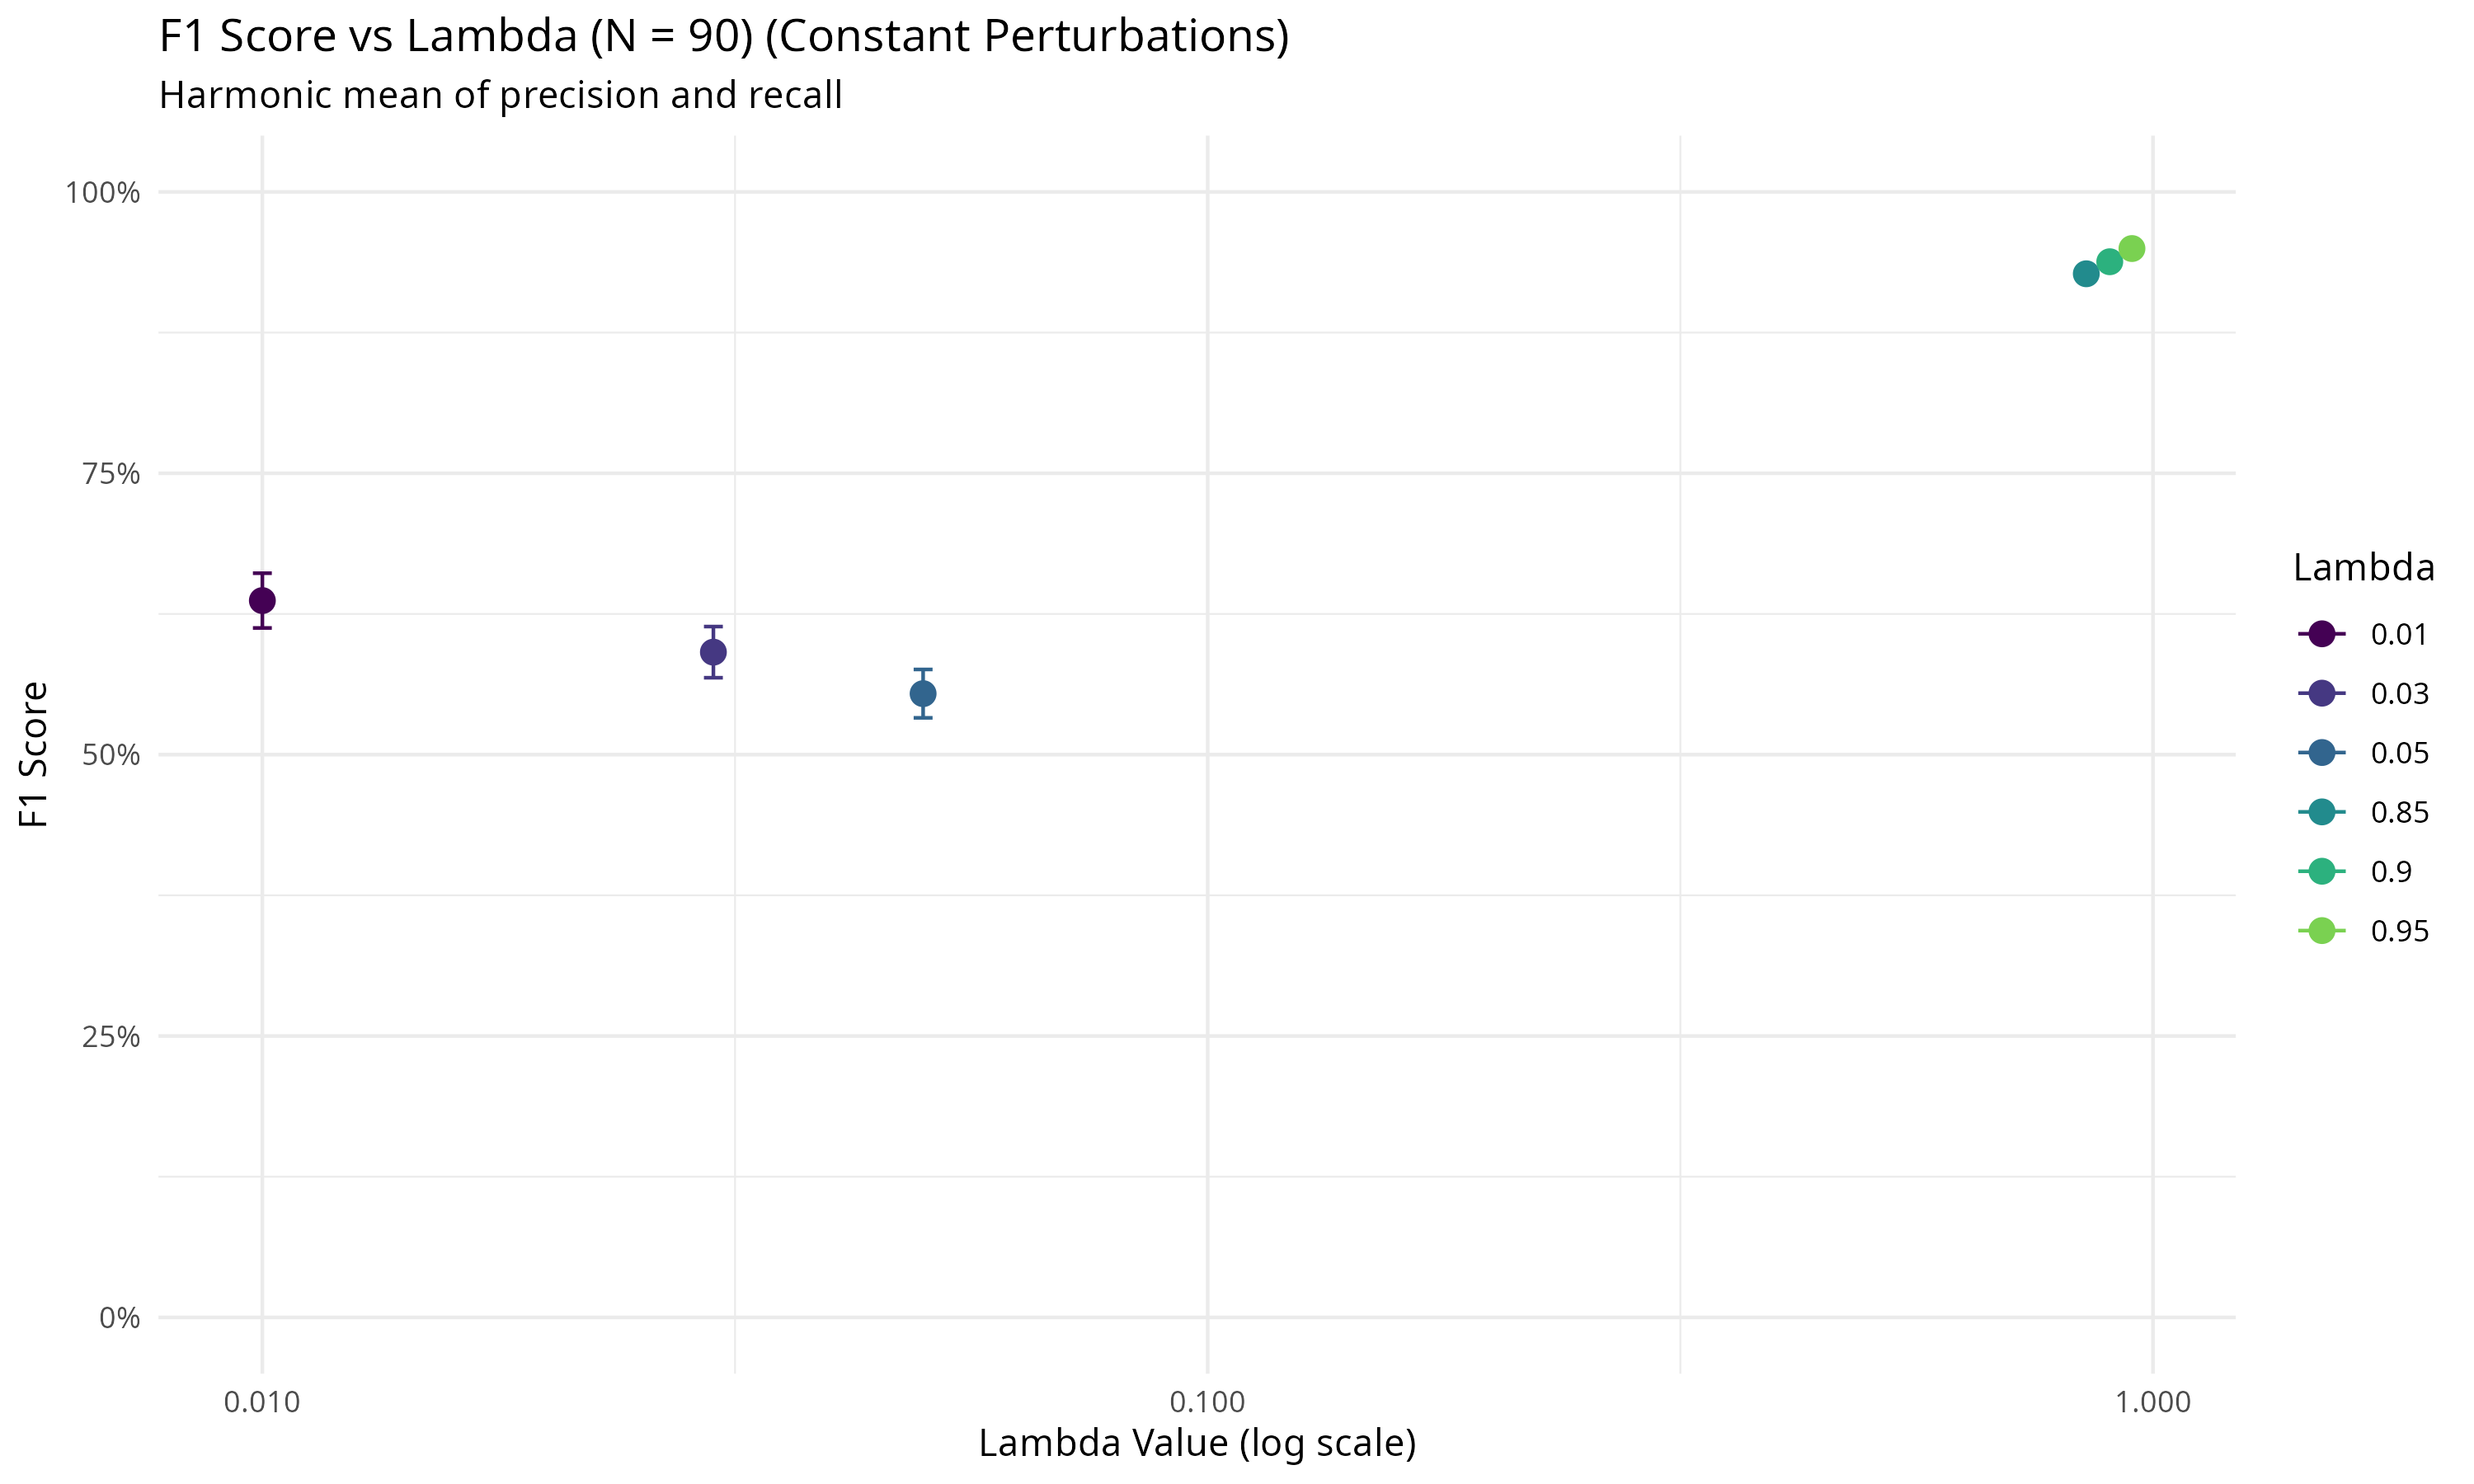 F1 Score vs Lambda (N = 90) (Constant Perturbations)
Harmonic mean of precision and recall
100%
75%
50%
25%
0%
F1 Score
0.010
0.100
1.000
Lambda Value (log scale)
Lambda
0.01
0.03
0.05
0.85
0.9
0.95